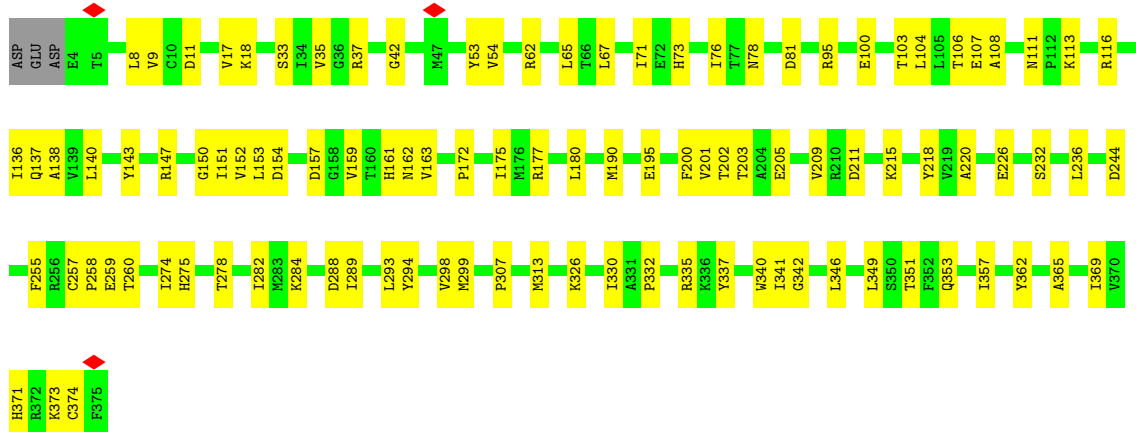 ASP GLU ASP E4 T5 L8 V9 C10 D11 V17 K18 S33 I34 V35 G36 R37 G42 M47 Y53 V54 R62 L65 T66 L67 I71 E72 H73 I76 T77 N78 D81 R95 E100 T103 L104 L105 T106 E107 A108 N111 P112 K113 R116
I136 Q137 A138 V139 L140 Y143 R147 G150 I151 V152 L153 D154 D157 G158 V159 T160 H161 N162 V163 P172 I175 M176 R177 L180 M190 E195 F200 V201 T202 T203 A204 E205 V209 R210 D211 K215 Y218 V219 A220 E226 S232 L236 D244
F255 R256 C257 P258 E259 T260 I274 H275 T278 I282 M283 K284 D288 I289 L293 Y294 V298 M299 P307 M313 K326 I330 A331 P332 R335 K336 Y337 W340 I341 G342 L346 L349 S350 T351 F352 Q353 I357 Y362 A365 I369 V370
H371 R372 K373 C374 F375